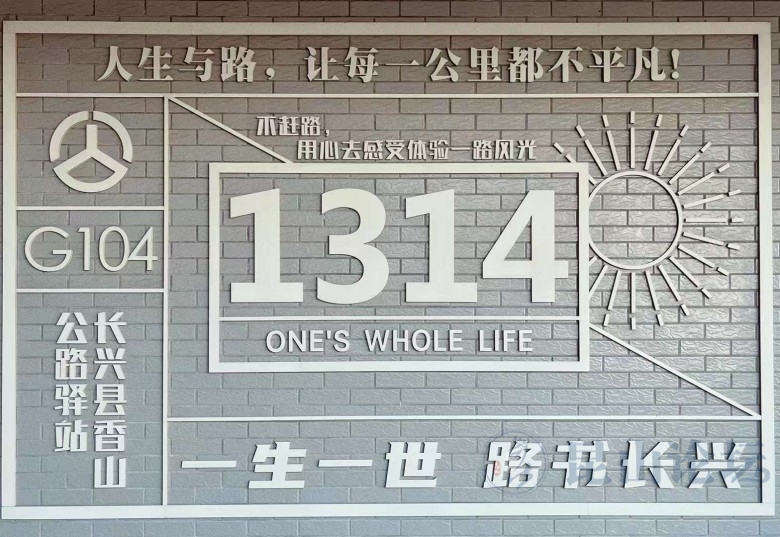 人生与路，让每一公里都不平凡!
不赶路，
用心去感受体验一路风光
G104
1314
ONE'S WHOLE LIFE
长兴县香山
公路驿站
一生一世 路书长兴